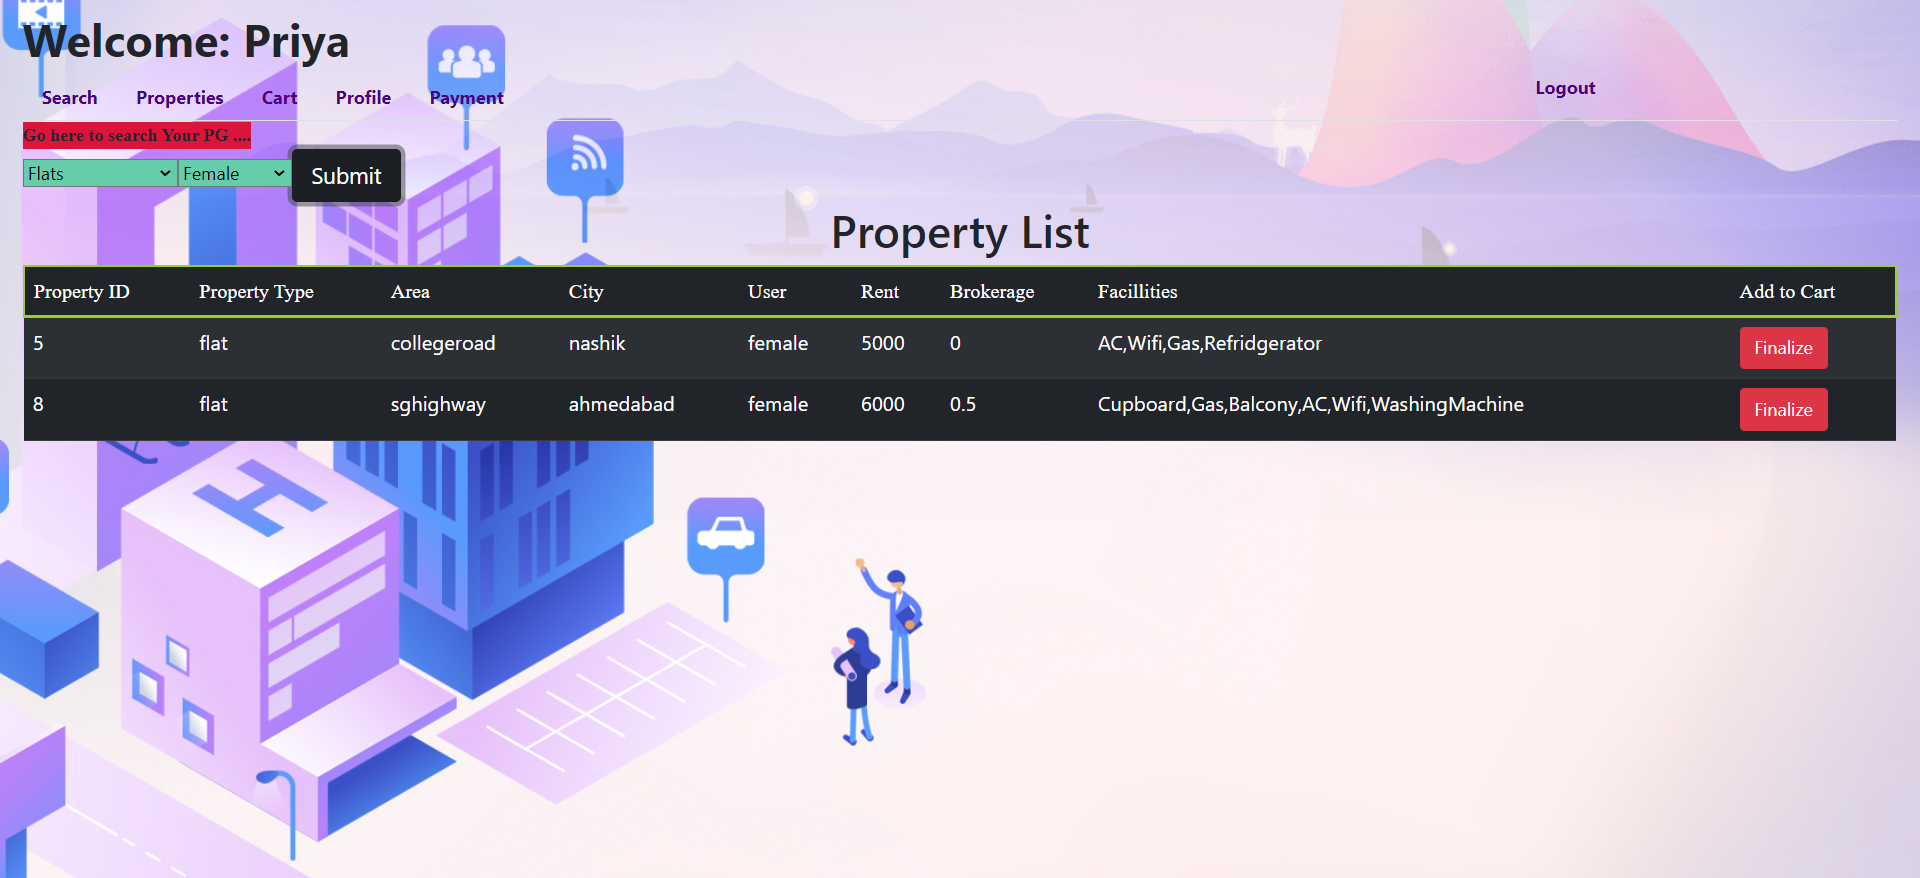 Welcome: Priya
Search Properties Cart Profile Payment Logout
Go here to search Your PG ....
Flats Female Submit
Property List
Property ID Property Type Area City User Rent Brokerage Facillities Add to Cart
5 flat collegeroad nashik female 5000 0 AC,Wifi,Gas,Refridgerator Finalize
8 flat sghighway ahmedabad female 6000 0.5 Cupboard,Gas,Balcony,AC,Wifi,WashingMachine Finalize
H